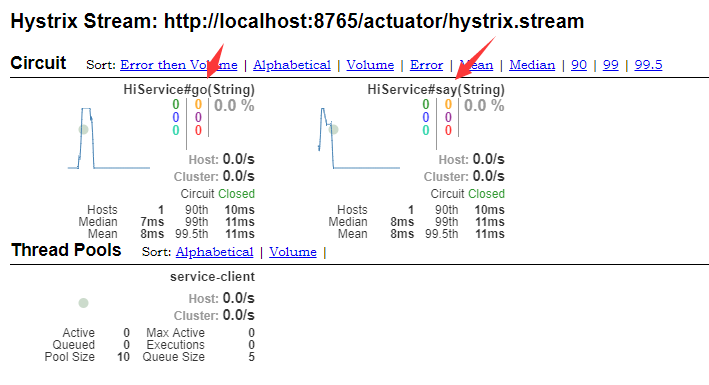 Hystrix Stream: http://localhost:8765/actuator/hystrix.stream
Circuit Sort: Error then Volume | Alphabetical | Volume | Error | Mean | Median | 90 | 99 | 99.5
HiService#go(String)
0 0 0.0 %
0 0
0 0
Host: 0.0/s
Cluster: 0.0/s
Circuit Closed
Hosts 1 90th 10ms
Median 7ms 99th 11ms
Mean 8ms 99.5th 11ms
HiService#say(String)
0 0 0.0 %
0 0
0 0
Host: 0.0/s
Cluster: 0.0/s
Circuit Closed
Hosts 1 90th 10ms
Median 8ms 99th 11ms
Mean 8ms 99.5th 11ms
Thread Pools Sort: Alphabetical | Volume |
service-client
Host: 0.0/s
Cluster: 0.0/s
Active 0 Max Active 0
Queued 0 Executions 0
Pool Size 10 Queue Size 5